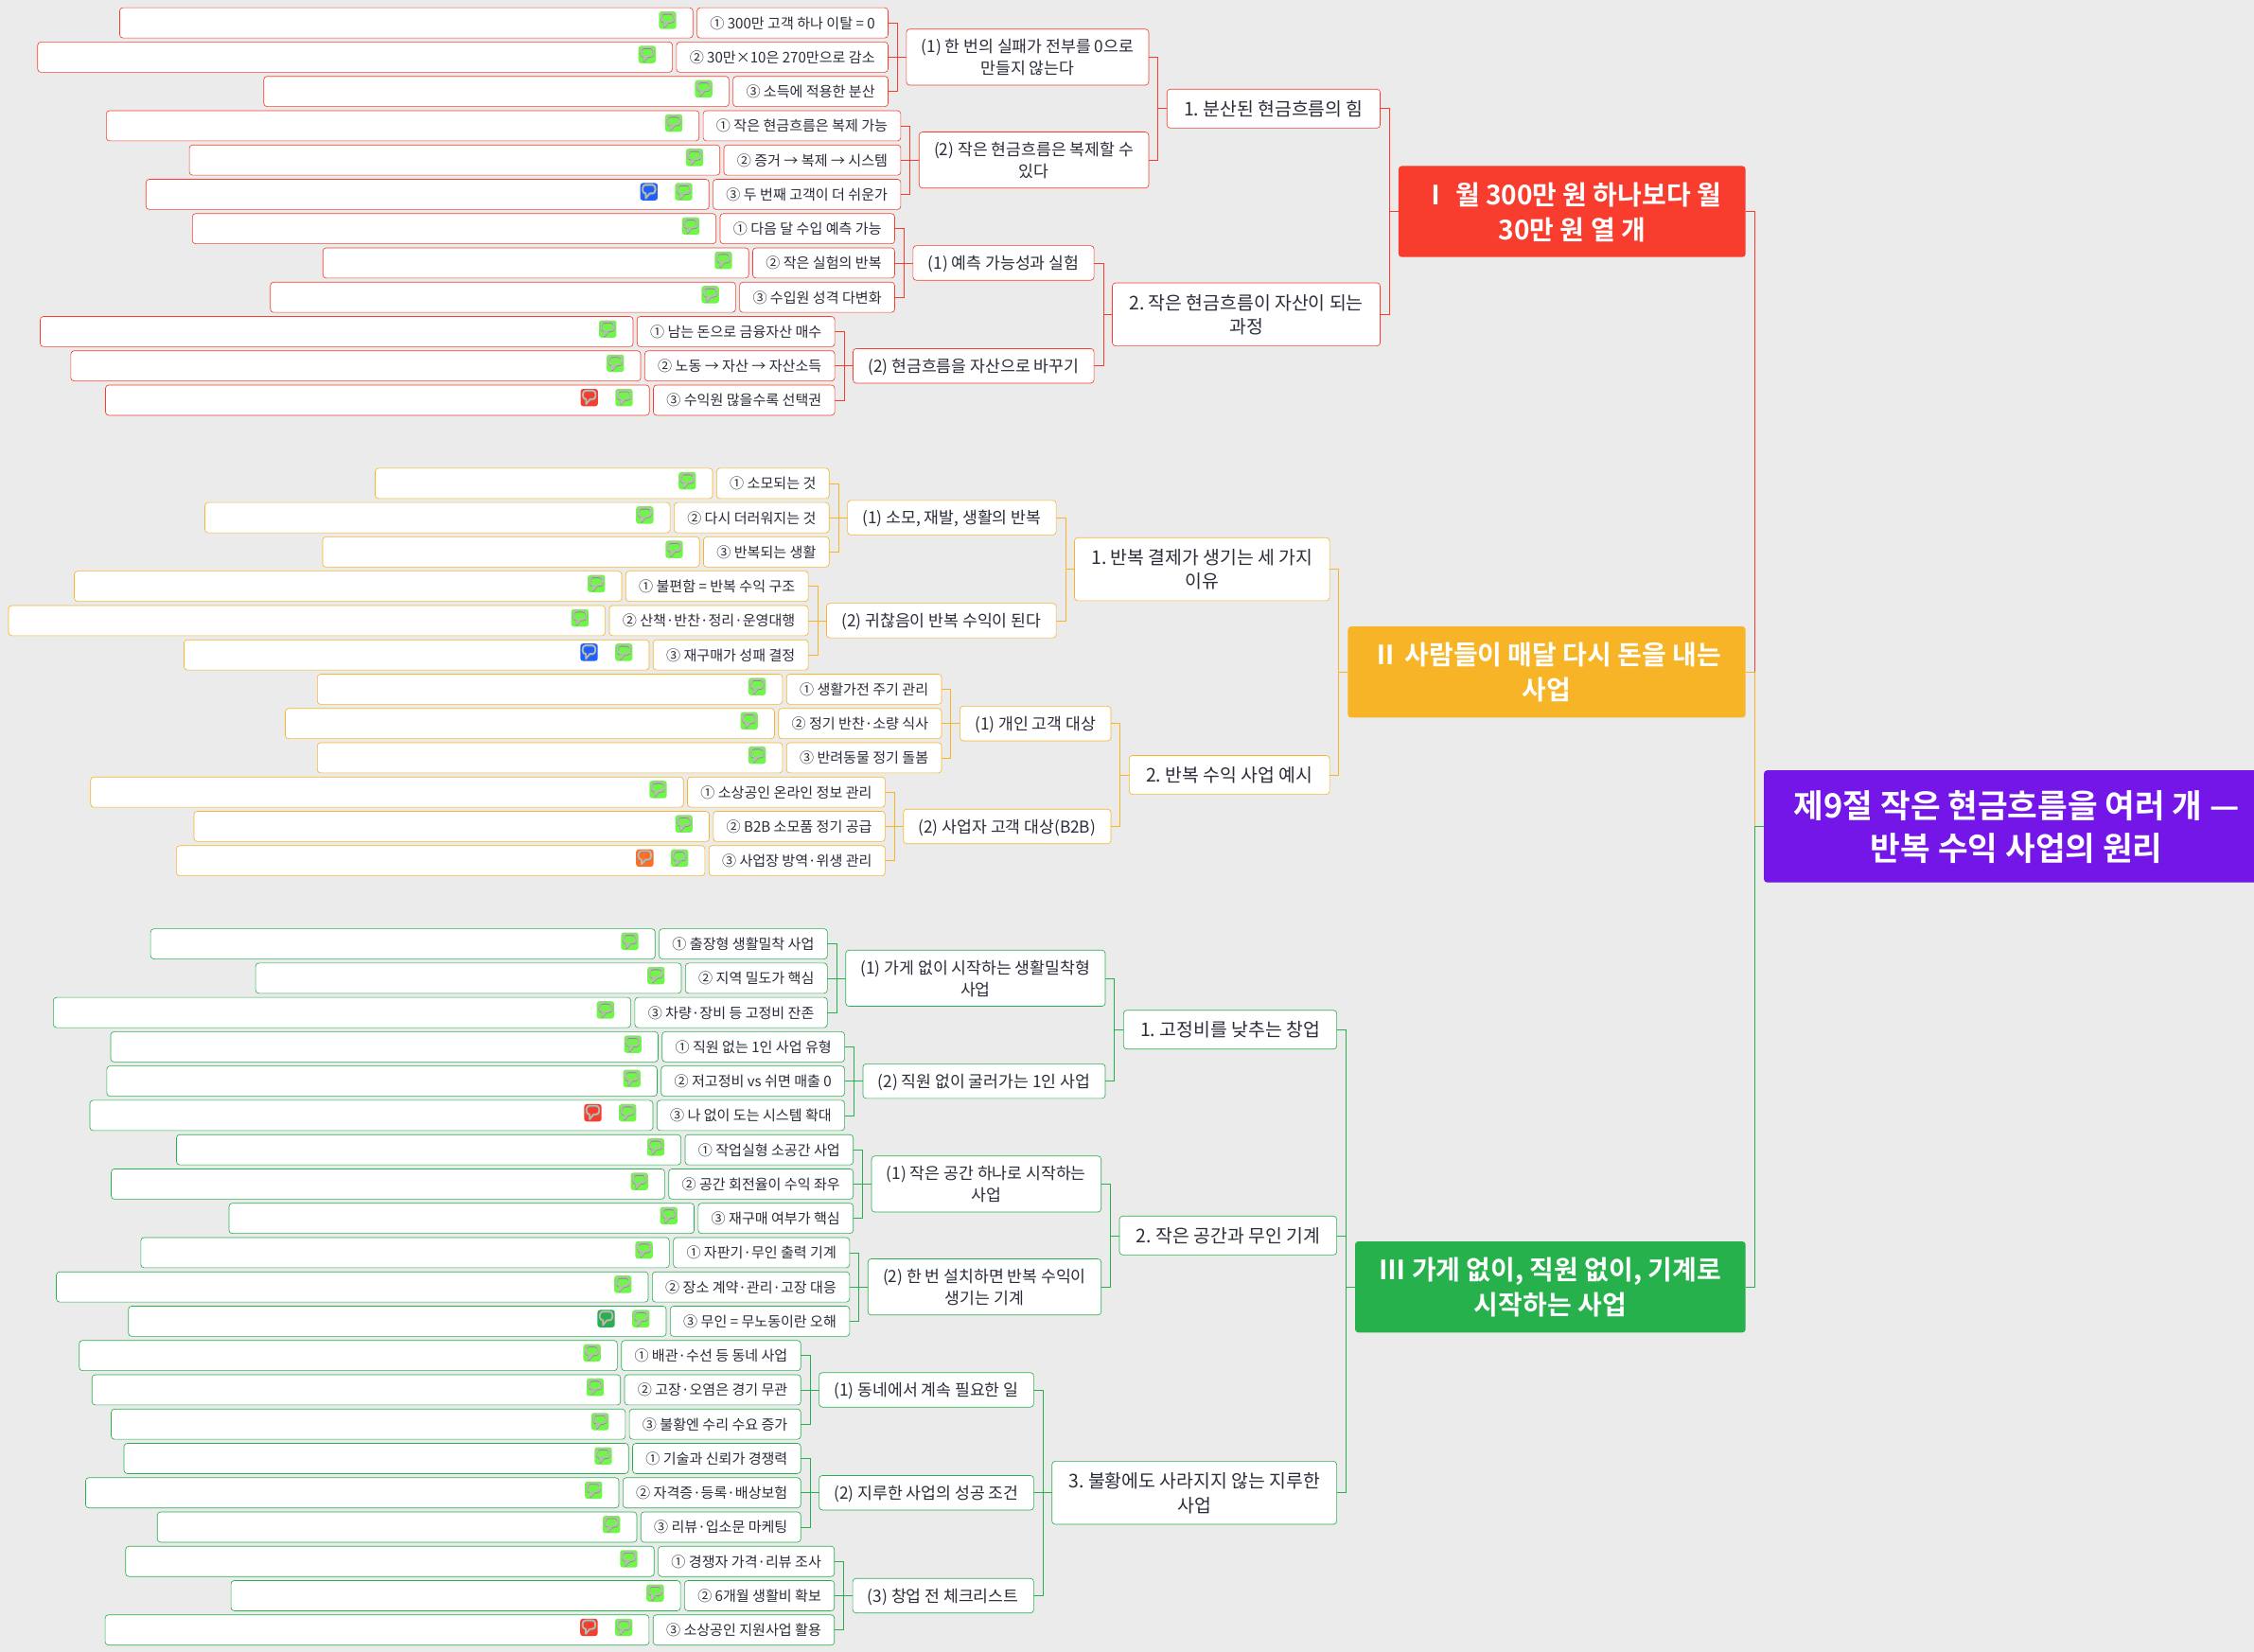 제9절 작은 현금흐름을 여러 개 —
반복 수익 사업의 원리
Ⅰ 월 300만 원 하나보다 월
30만 원 열 개
1. 분산된 현금흐름의 힘
(1) 한 번의 실패가 전부를 0으로
만들지 않는다
① 300만 고객 하나 이탈 = 0
② 30만×10은 270만으로 감소
③ 소득에 적용한 분산
(2) 작은 현금흐름은 복제할 수
있다
① 작은 현금흐름은 복제 가능
② 증거 → 복제 → 시스템
③ 두 번째 고객이 더 쉬운가
2. 작은 현금흐름이 자산이 되는
과정
(1) 예측 가능성과 실험
① 다음 달 수입 예측 가능
② 작은 실험의 반복
③ 수입원 성격 다변화
(2) 현금흐름을 자산으로 바꾸기
① 남는 돈으로 금융자산 매수
② 노동 → 자산 → 자산소득
③ 수익원 많을수록 선택권
Ⅱ 사람들이 매달 다시 돈을 내는
사업
1. 반복 결제가 생기는 세 가지
이유
(1) 소모, 재발, 생활의 반복
① 소모되는 것
② 다시 더러워지는 것
③ 반복되는 생활
(2) 귀찮음이 반복 수익이 된다
① 불편함 = 반복 수익 구조
② 산책·반찬·정리·운영대행
③ 재구매가 성패 결정
2. 반복 수익 사업 예시
(1) 개인 고객 대상
① 생활가전 주기 관리
② 정기 반찬·소량 식사
③ 반려동물 정기 돌봄
(2) 사업자 고객 대상(B2B)
① 소상공인 온라인 정보 관리
② B2B 소모품 정기 공급
③ 사업장 방역·위생 관리
Ⅲ 가게 없이, 직원 없이, 기계로
시작하는 사업
1. 고정비를 낮추는 창업
(1) 가게 없이 시작하는 생활밀착형
사업
① 출장형 생활밀착 사업
② 지역 밀도가 핵심
③ 차량·장비 등 고정비 잔존
(2) 직원 없이 굴러가는 1인 사업
① 직원 없는 1인 사업 유형
② 저고정비 vs 쉬면 매출 0
③ 나 없이 도는 시스템 확대
2. 작은 공간과 무인 기계
(1) 작은 공간 하나로 시작하는
사업
① 작업실형 소공간 사업
② 공간 회전율이 수익 좌우
③ 재구매 여부가 핵심
(2) 한 번 설치하면 반복 수익이
생기는 기계
① 자판기·무인 출력 기계
② 장소 계약·관리·고장 대응
③ 무인 = 무노동이란 오해
3. 불황에도 사라지지 않는 지루한
사업
(1) 동네에서 계속 필요한 일
① 배관·수선 등 동네 사업
② 고장·오염은 경기 무관
③ 불황엔 수리 수요 증가
(2) 지루한 사업의 성공 조건
① 기술과 신뢰가 경쟁력
② 자격증·등록·배상보험
③ 리뷰·입소문 마케팅
(3) 창업 전 체크리스트
① 경쟁자 가격·리뷰 조사
② 6개월 생활비 확보
③ 소상공인 지원사업 활용